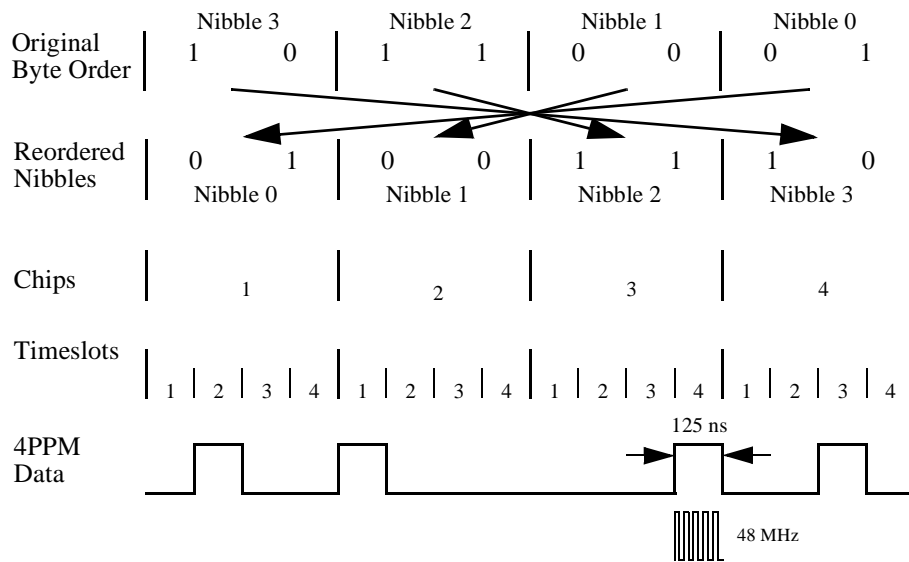 Nibble 3 Nibble 2 Nibble 1 Nibble 0
Original
Byte Order
1 0 1 1 0 0 0 1
Reordered
Nibbles
0 1 0 0 1 1 1 0
Nibble 0 Nibble 1 Nibble 2 Nibble 3
Chips
1 2 3 4
Timeslots
1 2 3 4 1 2 3 4 1 2 3 4 1 2 3 4
4PPM
Data
125 ns
48 MHz